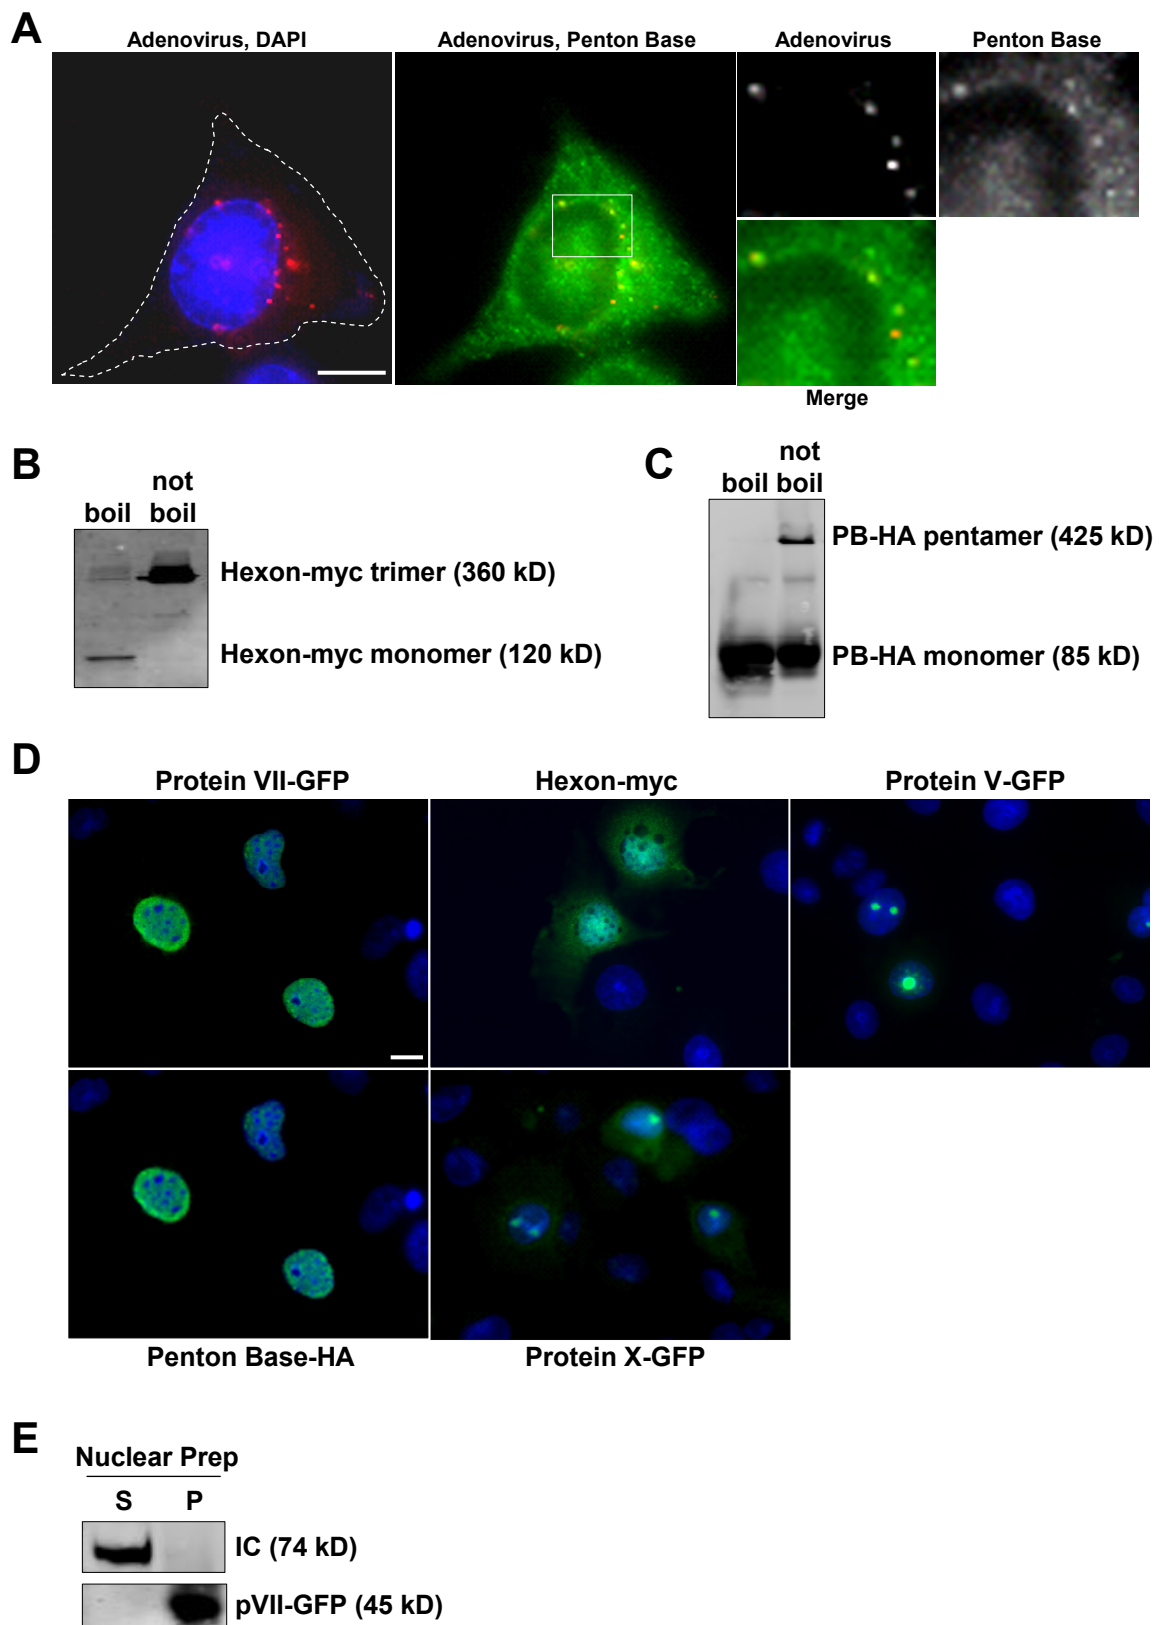 A
Adenovirus, DAPI
Adenovirus, Penton Base
Adenovirus
Penton Base
Merge
B
boil
not
boil
Hexon-myc trimer (360 kD)
Hexon-myc monomer (120 kD)
C
boil
not
boil
PB-HA pentamer (425 kD)
PB-HA monomer (85 kD)
D
Protein VII-GFP
Hexon-myc
Protein V-GFP
Penton Base-HA
Protein X-GFP
E
Nuclear Prep
S P
IC (74 kD)
pVII-GFP (45 kD)